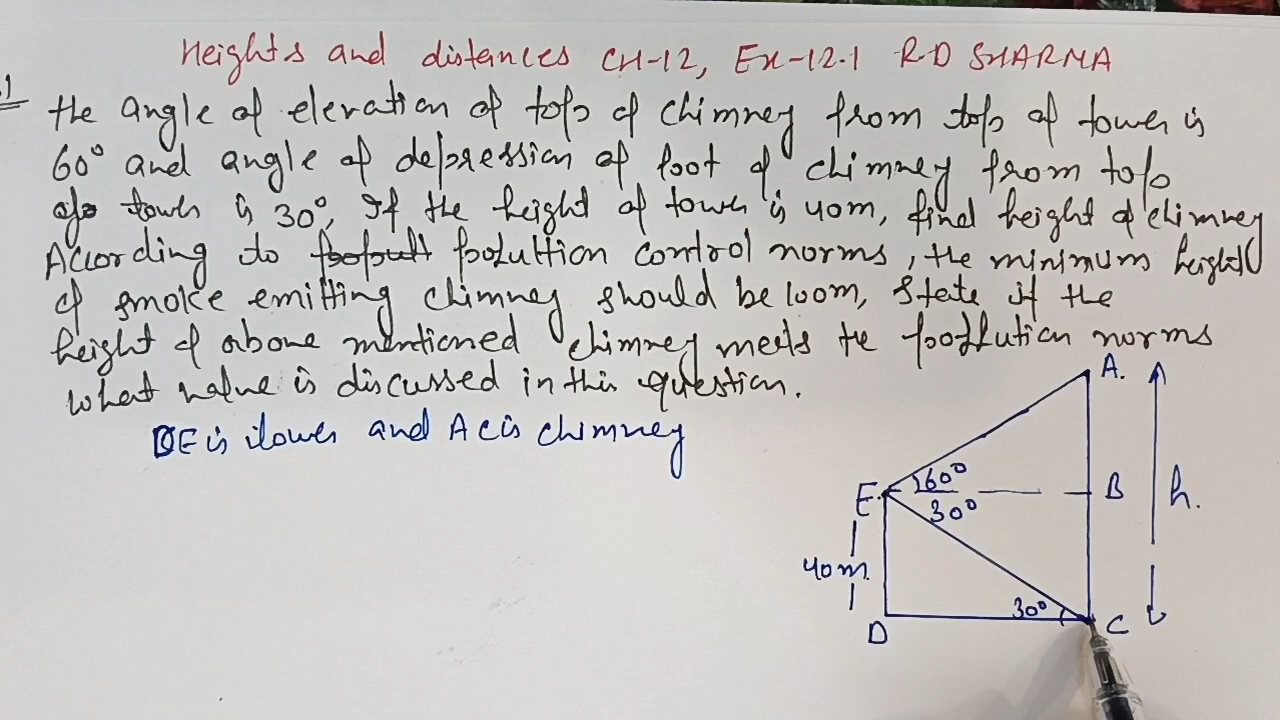 Heights and distances CH-12, Ex-12.1 R.D SHARMA
.1
the angle of elevation of top of chimney from top of tower is
60° and angle of depression of foot of chimney from top
of tower is 30°, If the height of tower is 40m, find height of chimney
According to pollution control norms, the minimum height
of smoke emitting chimney should be 100m, State if the
height of above mentioned chimney meets the pollution norms
what value is discussed in this question.
DE is tower and AC is chimney
A.
60°
E
B
h.
30°
40m
30°
D
C